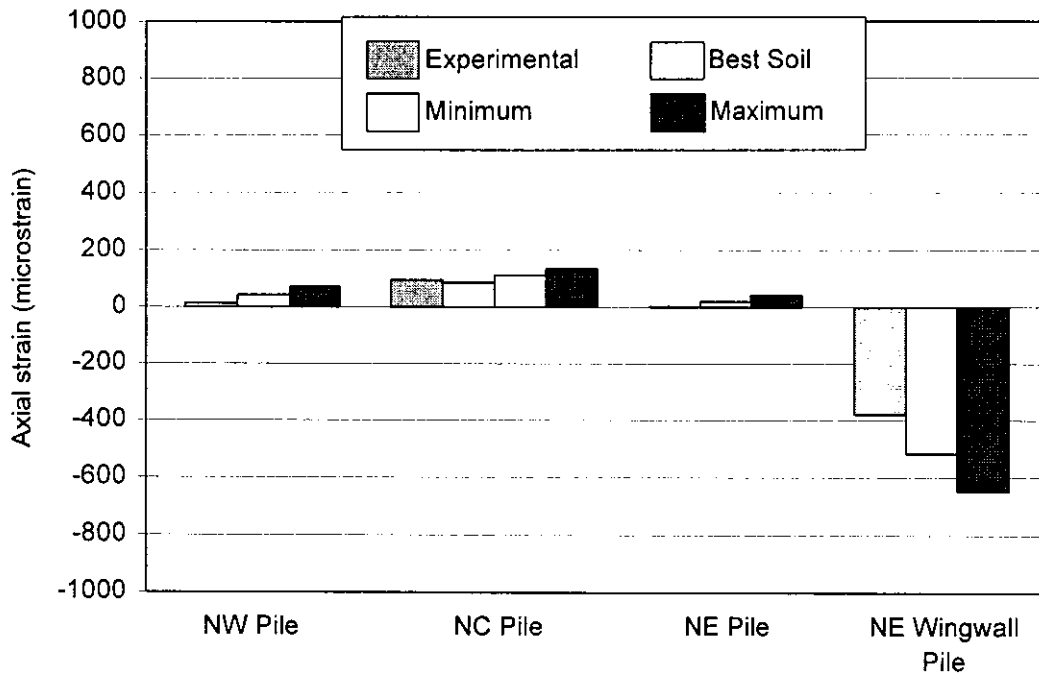 1000
800
600
400
200
0
-200
-400
-600
-800
-1000
Axial strain (microstrain)
Experimental
Best Soil
Minimum
Maximum
NW Pile
NC Pile
NE Pile
NE Wingwall
Pile